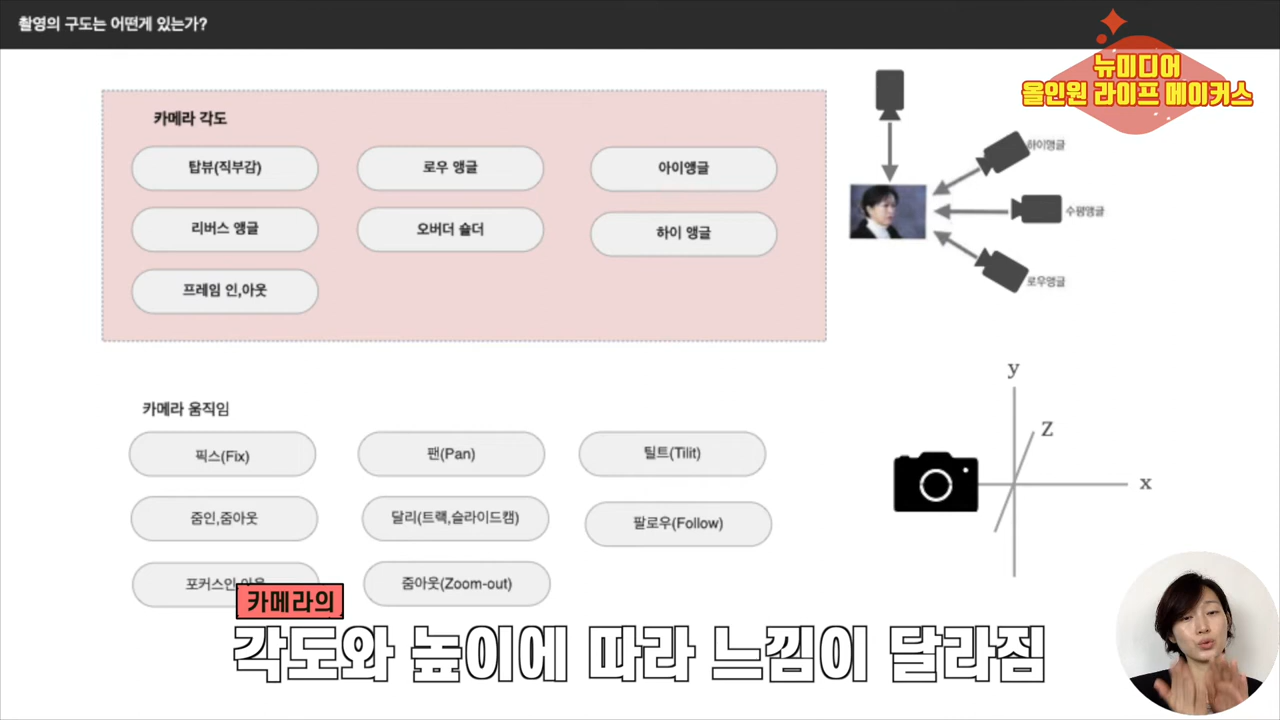 촬영의 구도는 어떤게 있는가?
뉴미디어
올인원 라이프 메이커스
카메라 각도
탑뷰(직부감)
로우 앵글
아이앵글
리버스 앵글
오버더 숄더
하이 앵글
프레임 인,아웃
하이앵글
수평앵글
로우앵글
카메라 움직임
픽스(Fix)
팬(Pan)
틸트(Tilit)
줌인,줌아웃
달리(트랙,슬라이드캠)
팔로우(Follow)
포커스인,아웃
줌아웃(Zoom-out)
y
Z
x
카메라의
각도와 높이에 따라 느낌이 달라짐